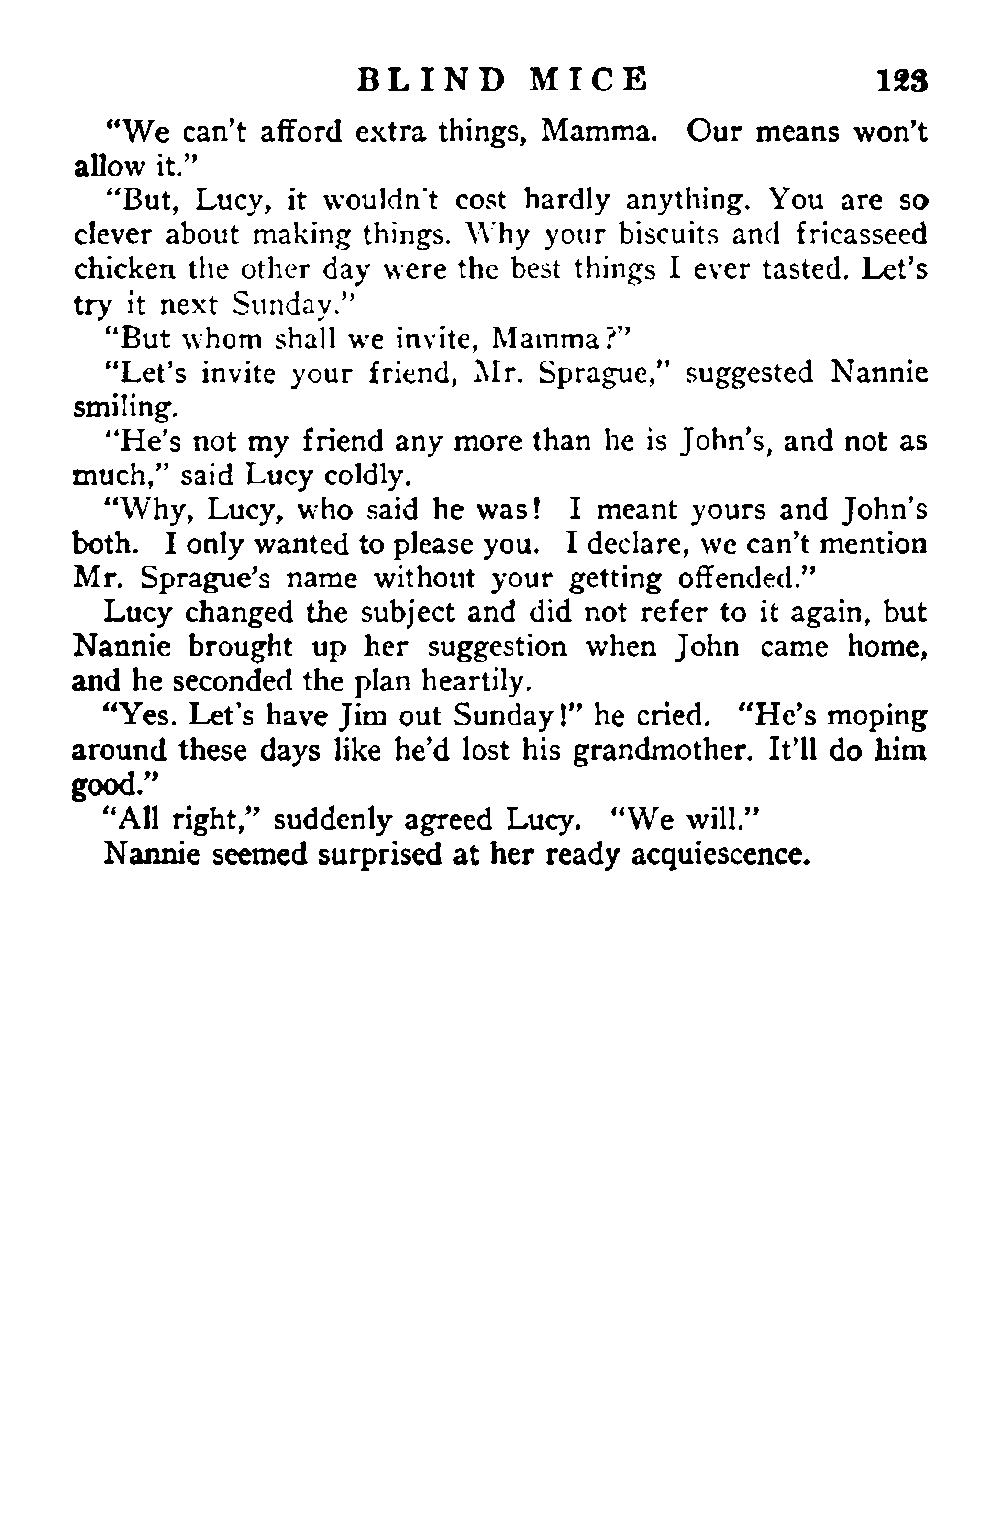 BLIND MICE 123
“We can’t afford extra things, Mamma. Our means won’t
allow it.”
“But, Lucy, it wouldn’t cost hardly anything. You are so
clever about making things. Why your biscuits and fricasseed
chicken the other day were the best things I ever tasted. Let’s
try it next Sunday.”
“But whom shall we invite, Mamma?”
“Let’s invite your friend, Mr. Sprague,” suggested Nannie
smiling.
“He’s not my friend any more than he is John’s, and not as
much,” said Lucy coldly.
“Why, Lucy, who said he was! I meant yours and John’s
both. I only wanted to please you. I declare, we can’t mention
Mr. Sprague’s name without your getting offended.”
Lucy changed the subject and did not refer to it again, but
Nannie brought up her suggestion when John came home,
and he seconded the plan heartily.
“Yes. Let’s have Jim out Sunday!” he cried. “He’s moping
around these days like he’d lost his grandmother. It’ll do him
good.”
“All right,” suddenly agreed Lucy. “We will.”
Nannie seemed surprised at her ready acquiescence.